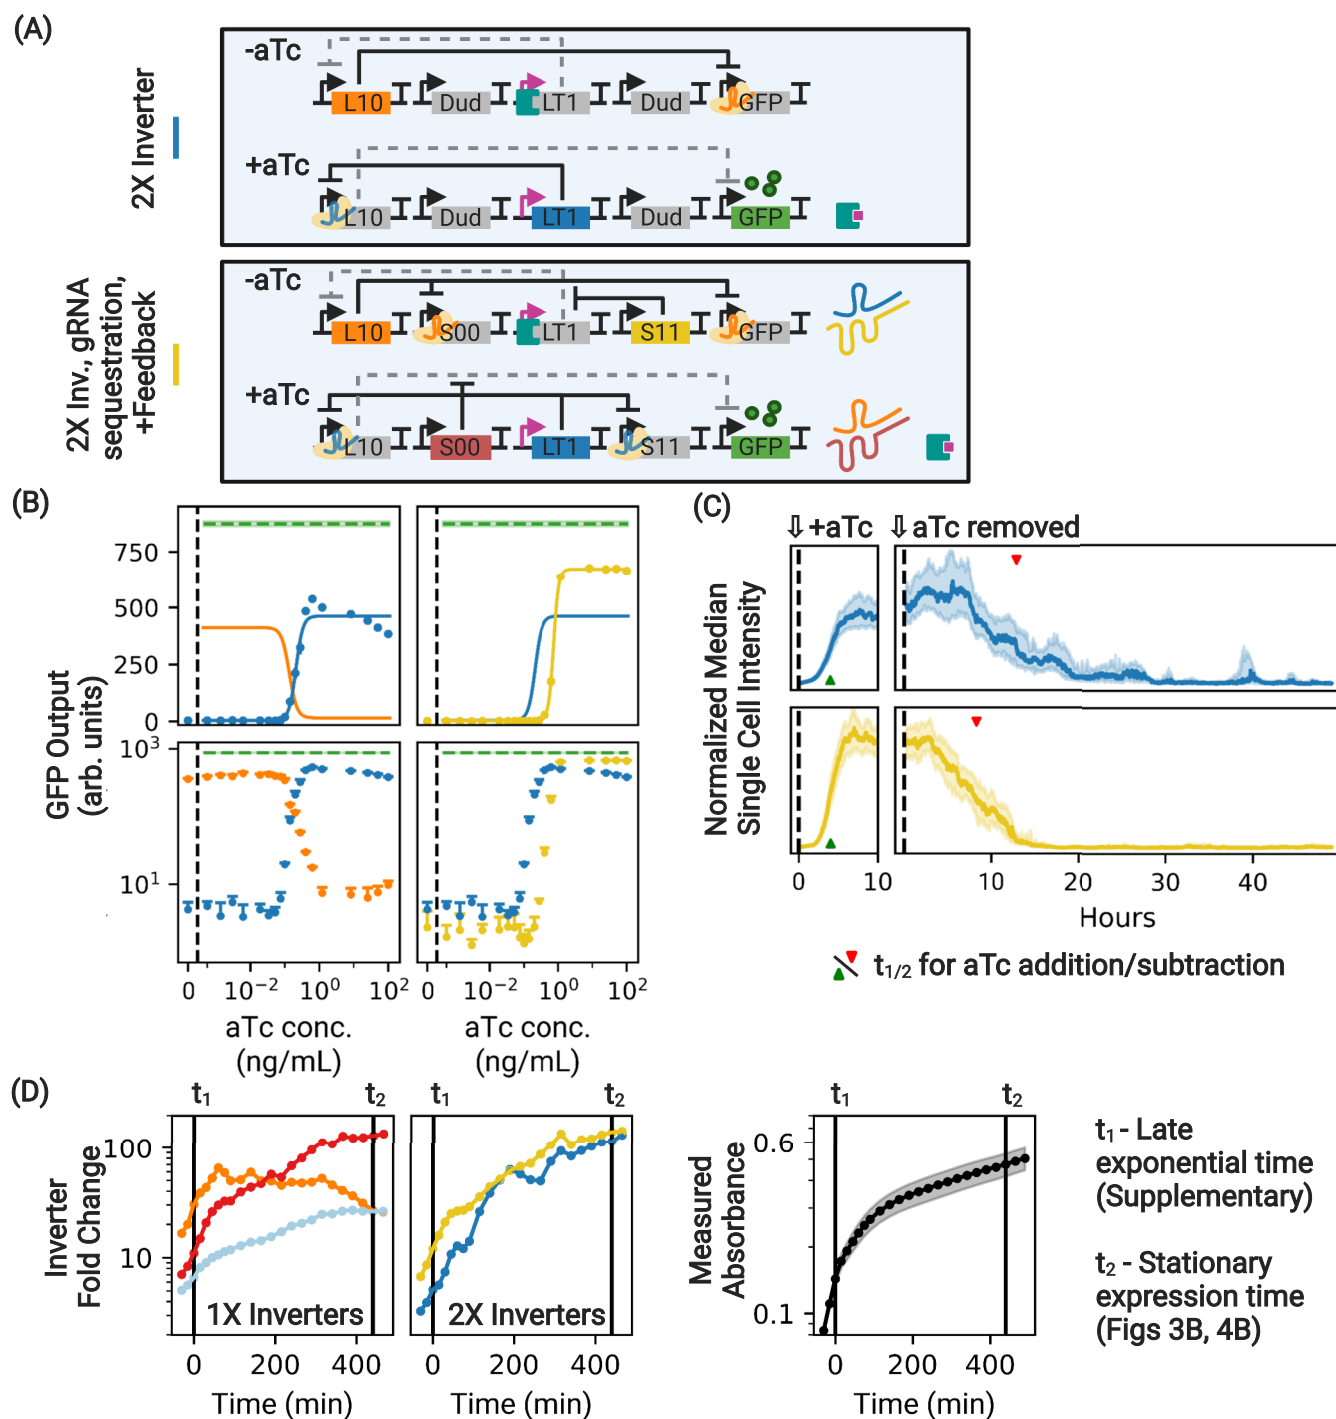 (A)
2X Inverter
-aTc
L10
Dud
LT1
Dud
GFP
+aTc
L10
Dud
LT1
Dud
GFP
2X Inv., gRNA
sequestration,
+Feedback
-aTc
L10
S00
LT1
S11
GFP
+aTc
L10
S00
LT1
S11
GFP
(B)
GFP Output
(arb. units)
750
500
250
0
10³
10¹
0
10⁻²
10⁰
10²
0
10⁻²
10⁰
10²
aTc conc.
(ng/mL)
aTc conc.
(ng/mL)
(C)
⇩ +aTc
⇩ aTc removed
Normalized Median
Single Cell Intensity
0
10
10
20
30
40
Hours
t₁/₂ for aTc addition/subtraction
(D)
t₁
t₂
t₁
t₂
Inverter
Fold Change
100
10
1X Inverters
2X Inverters
0
200
400
0
200
400
Time (min)
Time (min)
t₁
t₂
Measured
Absorbance
0.6
0.1
0
200
400
Time (min)
t₁ - Late
exponential time
(Supplementary)
t₂ - Stationary
expression time
(Figs 3B, 4B)